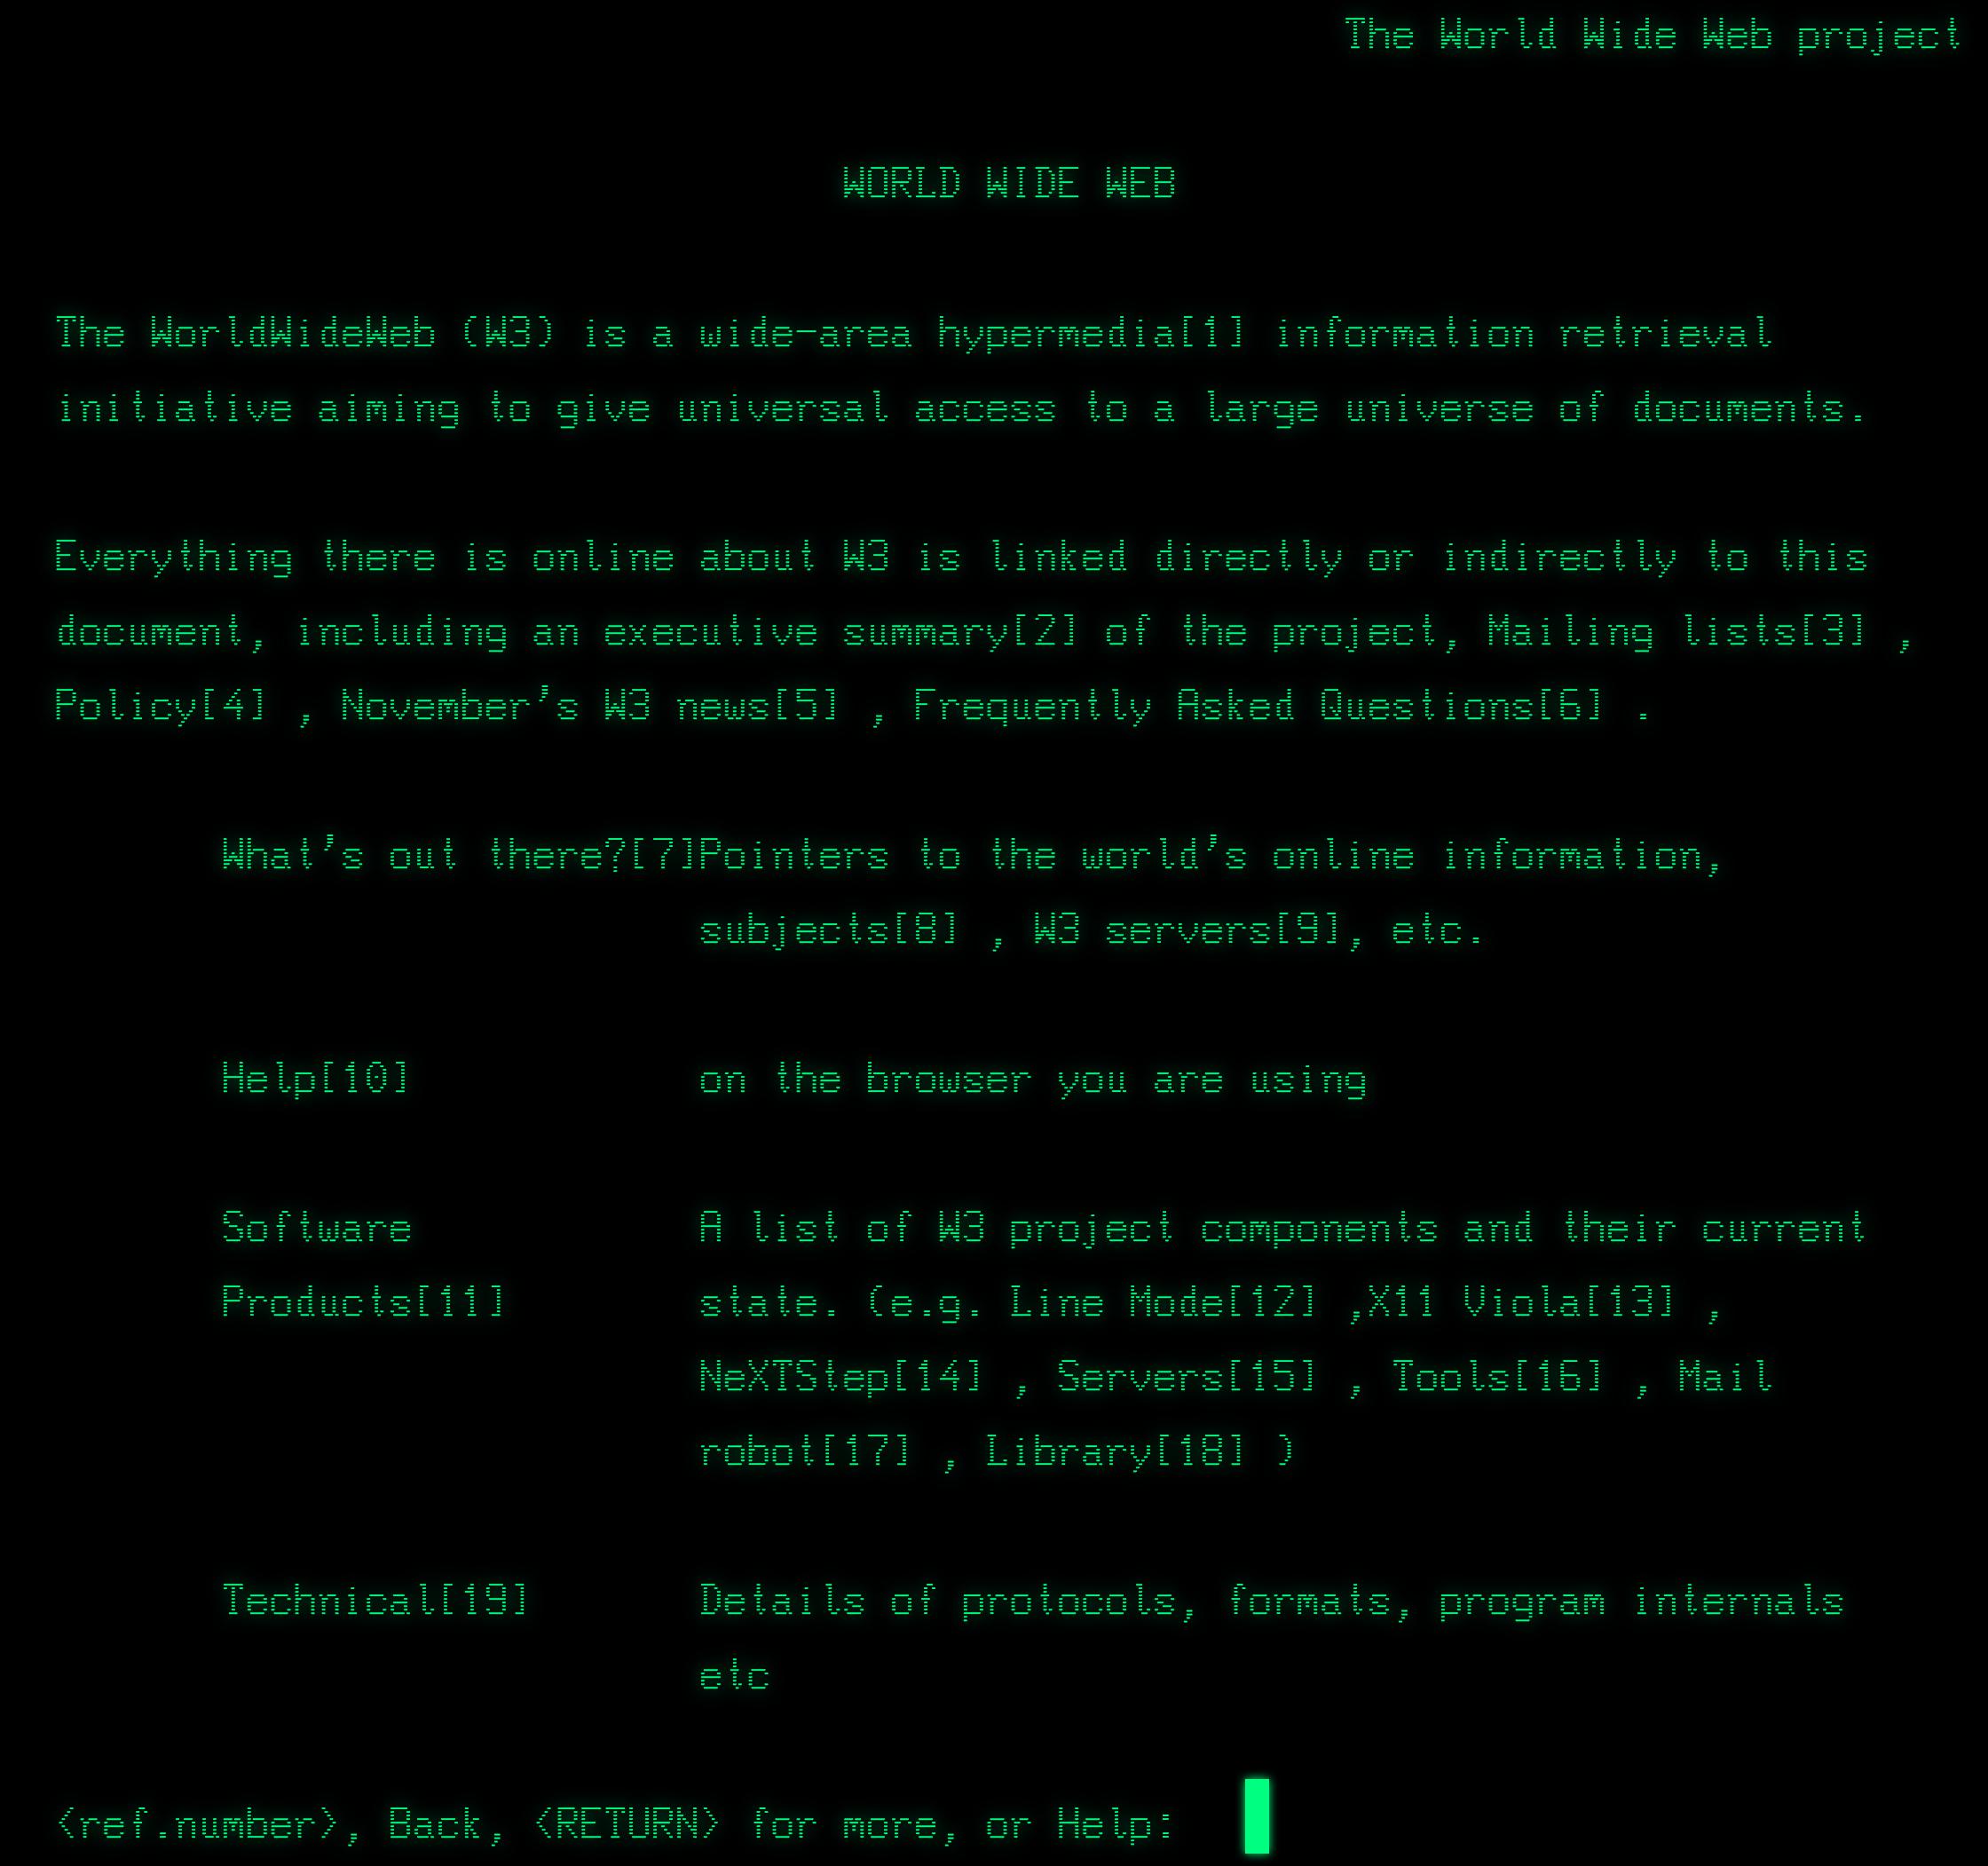 The World Wide Web project
WORLD WIDE WEB
The WorldWideWeb (W3) is a wide-area hypermedia[1] information retrieval
initiative aiming to give universal access to a large universe of documents.
Everything there is online about W3 is linked directly or indirectly to this
document, including an executive summary[2] of the project, Mailing lists[3] ,
Policy[4] , November's W3 news[5] , Frequently Asked Questions[6] .
What's out there?[7]Pointers to the world's online information,
subjects[8] , W3 servers[9], etc.
Help[10] on the browser you are using
Software A list of W3 project components and their current
Products[11] state. (e.g. Line Mode[12] ,X11 Viola[13] ,
NeXTStep[14] , Servers[15] , Tools[16] , Mail
robot[17] , Library[18] )
Technical[19] Details of protocols, formats, program internals
etc
<ref.number>, Back, <RETURN> for more, or Help: